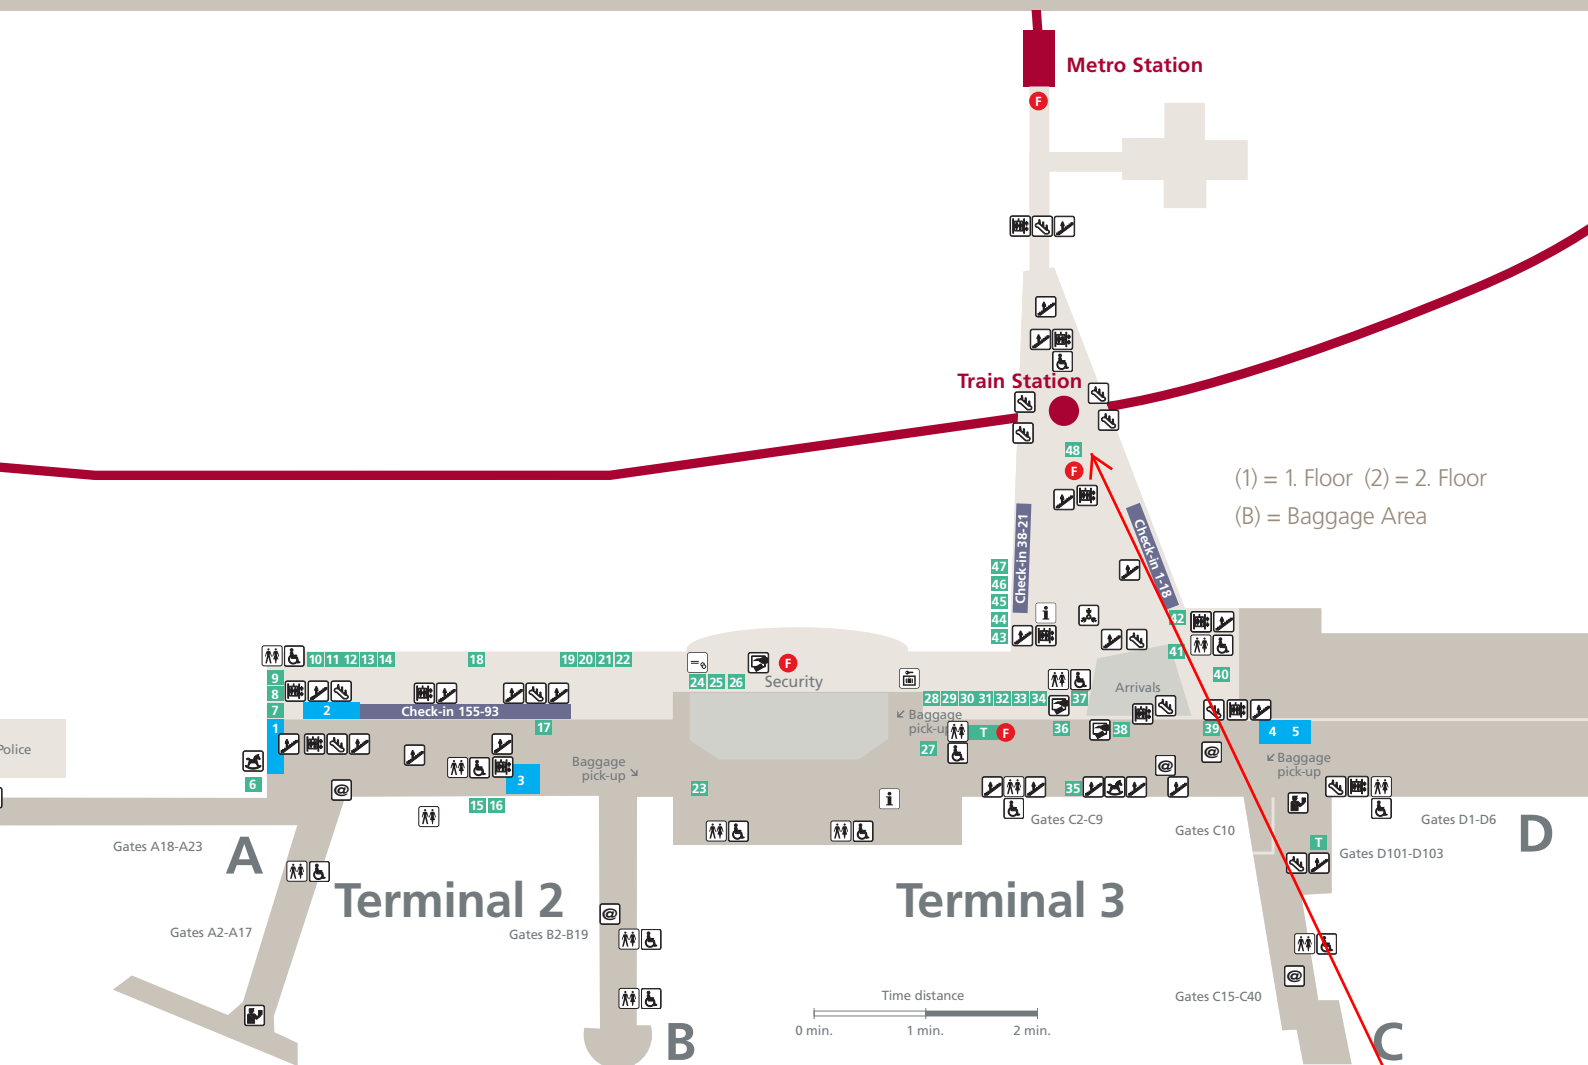 Metro Station
F
Train Station
48
F
(1) = 1. Floor (2) = 2. Floor
(B) = Baggage Area
Check-in 38-21
Check-in 1-18
47
46
45
44
43
i
42
41
40
10 11 12 13 14
18
19 20 21 22
9
8
7
2
Check-in 155-93
17
1
24 25 26
F
Security
28 29 30 31 32 33 34
37
Arrivals
Baggage
pick-up
T
F
27
36
38
39
4 5
Baggage
pick-up
Police
6
@
Baggage
pick-up
3
15 16
23
i
35
@
@
Gates C2-C9
Gates C10
Gates D1-D6
D
T
Gates D101-D103
Gates A18-A23
A
Terminal 2
Terminal 3
Gates A2-A17
@
Gates B2-B19
@
Gates C15-C40
Time distance
0 min.
1 min.
2 min.
B
C